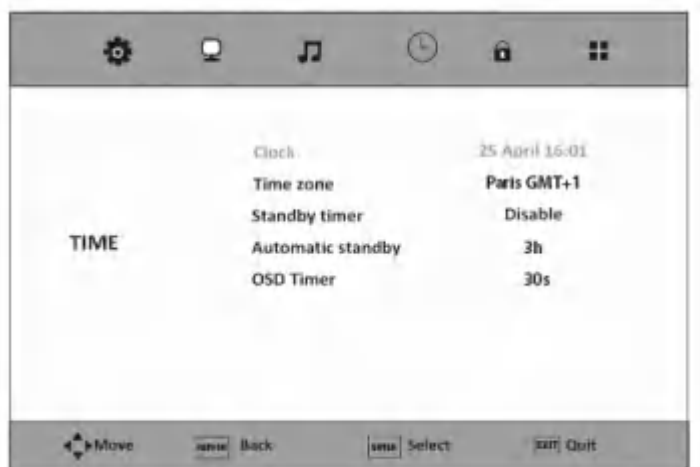 Clock 25 April 16:01
Time zone Paris GMT+1
Standby timer Disable
TIME
Automatic standby 3h
OSD Timer 30s
Move Back Select EXIT Quit